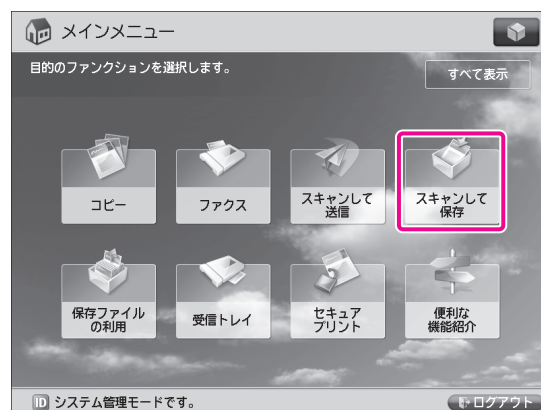 メインメニュー
目的のファンクションを選択します。
すべて表示
コピー
ファクス
スキャンして
送信
スキャンして
保存
保存ファイル
の利用
受信トレイ
セキュア
プリント
便利な
機能紹介
ID システム管理モードです。
ログアウト